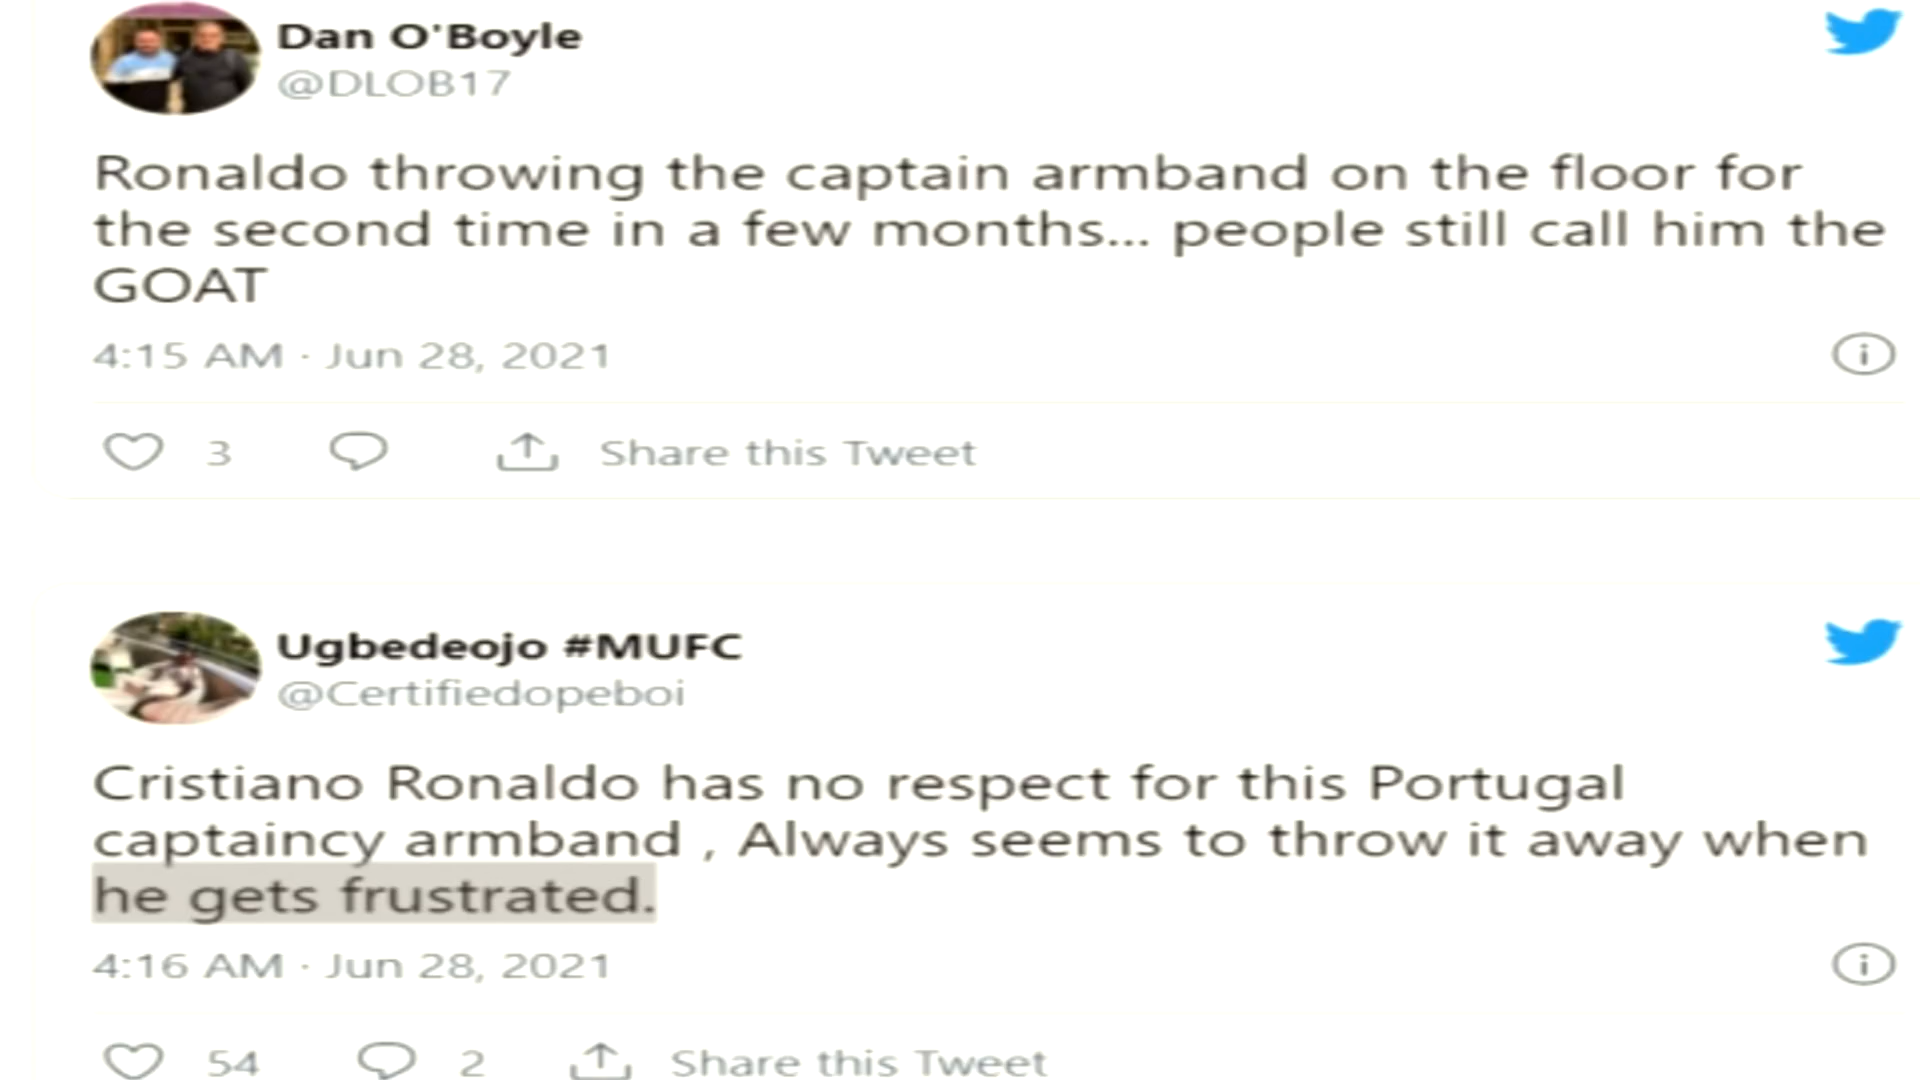 Dan O'Boyle
@DLOB17
Ronaldo throwing the captain armband on the floor for
the second time in a few months... people still call him the
GOAT
4:15 AM · Jun 28, 2021
3
Share this Tweet
Ugbedeojo #MUFC
@Certifiedopeboi
Cristiano Ronaldo has no respect for this Portugal
captaincy armband , Always seems to throw it away when
he gets frustrated.
4:16 AM · Jun 28, 2021
54 2 Share this Tweet